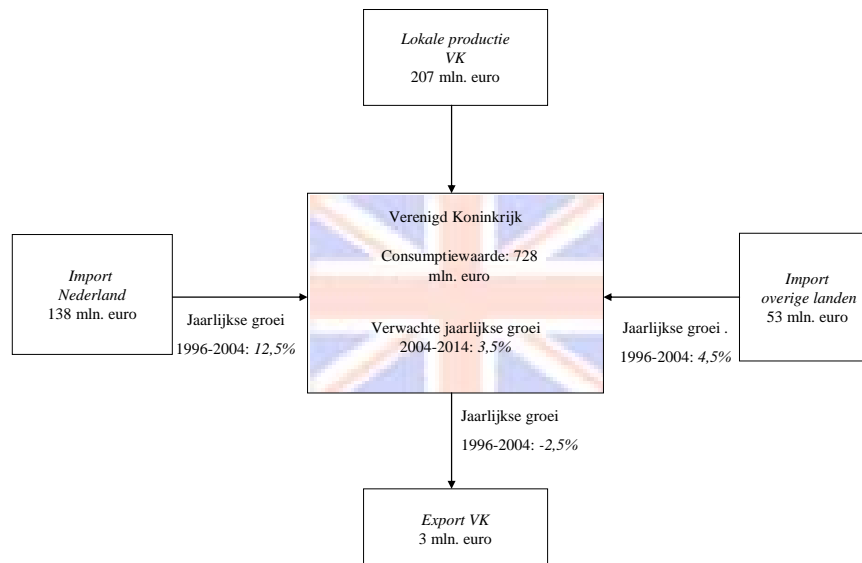 Lokale productie
VK
207 mln. euro
Verenigd Koninkrijk
Consumptiewaarde: 728
mln. euro
Verwachte jaarlijkse groei
2004-2014: 3,5%
Import
Nederland
138 mln. euro
Jaarlijkse groei
1996-2004: 12,5%
Import
overige landen
53 mln. euro
Jaarlijkse groei .
1996-2004: 4,5%
Jaarlijkse groei
1996-2004: -2,5%
Export VK
3 mln. euro